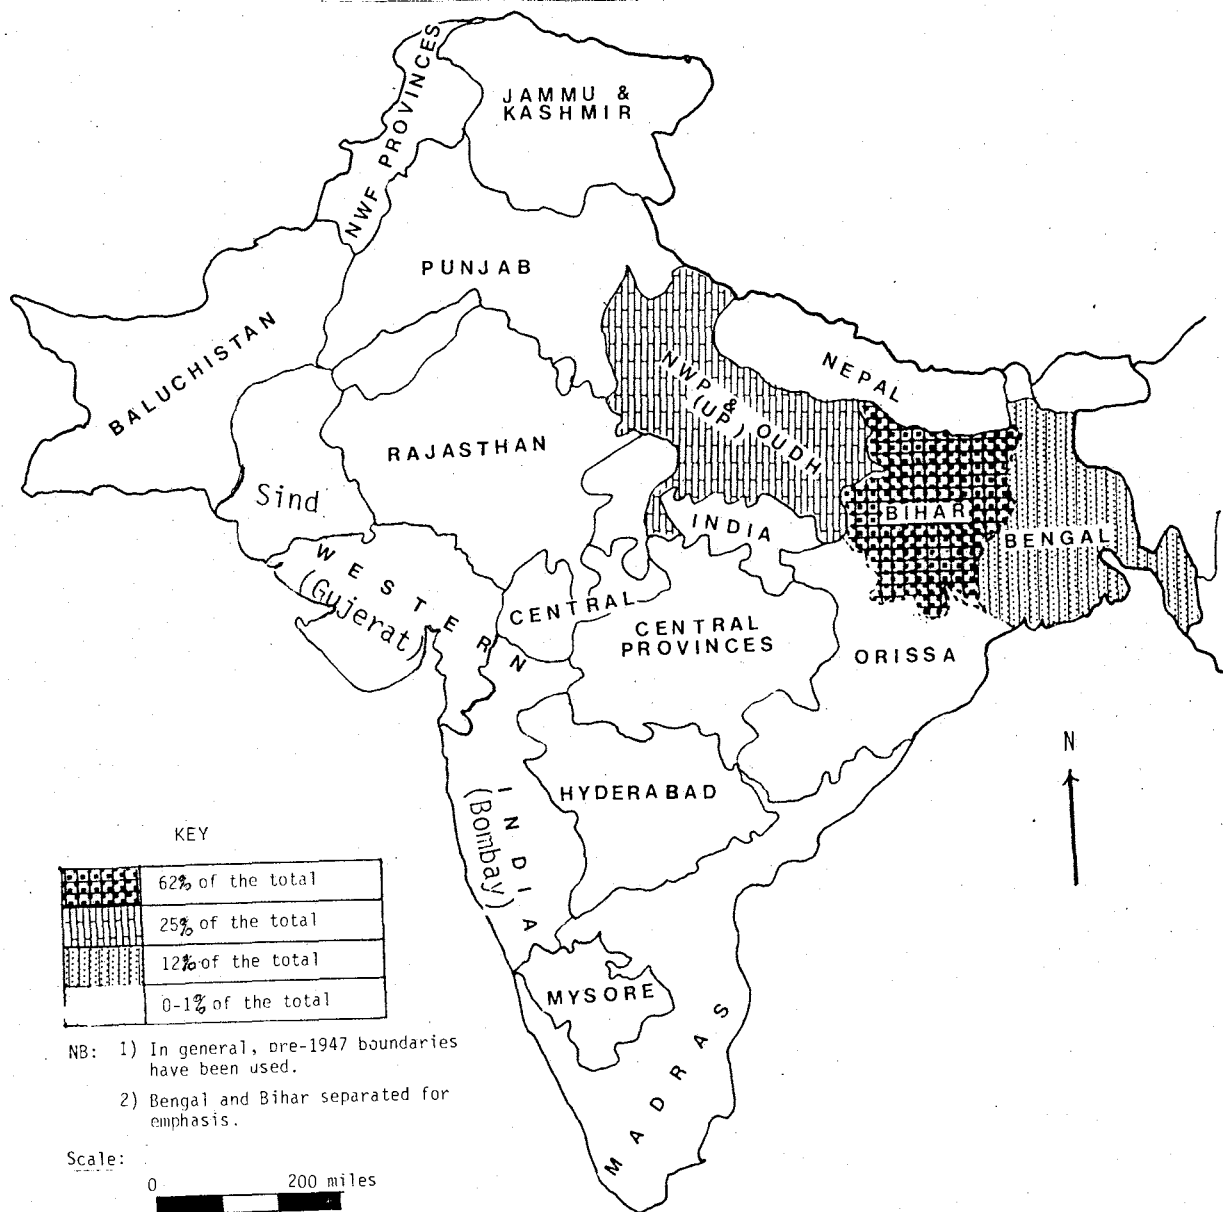 JAMMU &
KASHMIR
NWF PROVINCES
PUNJAB
BALUCHISTAN
NEPAL
NWP &
(UP) OUDH
RAJASTHAN
Sind
BIHAR
INDIA
BENGAL
WESTERN
(Gujerat)
CENTRAL
CENTRAL
PROVINCES
ORISSA
N
HYDERABAD
INDIA
(Bombay)
MYSORE
MADRAS
KEY
62% of the total
25% of the total
12% of the total
0-1% of the total
NB: 1) In general, pre-1947 boundaries
have been used.
2) Bengal and Bihar separated for
emphasis.
Scale:
0 200 miles